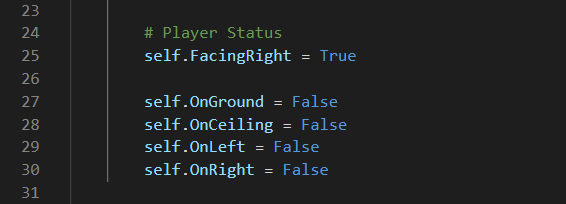 23
24 # Player Status
25 self.FacingRight = True
26
27 self.OnGround = False
28 self.OnCeiling = False
29 self.OnLeft = False
30 self.OnRight = False
31